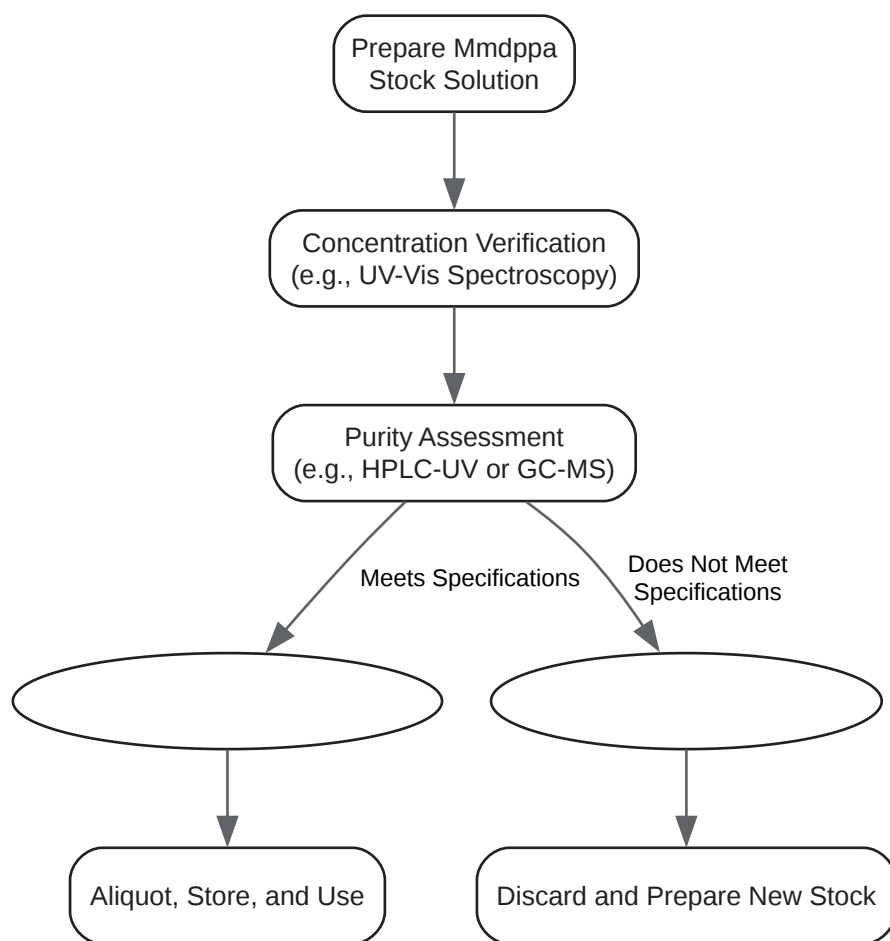 Prepare Mmdppa
Stock Solution
Concentration Verification
(e.g., UV-Vis Spectroscopy)
Purity Assessment
(e.g., HPLC-UV or GC-MS)
Meets Specifications
Does Not Meet
Specifications
Aliquot, Store, and Use
Discard and Prepare New Stock